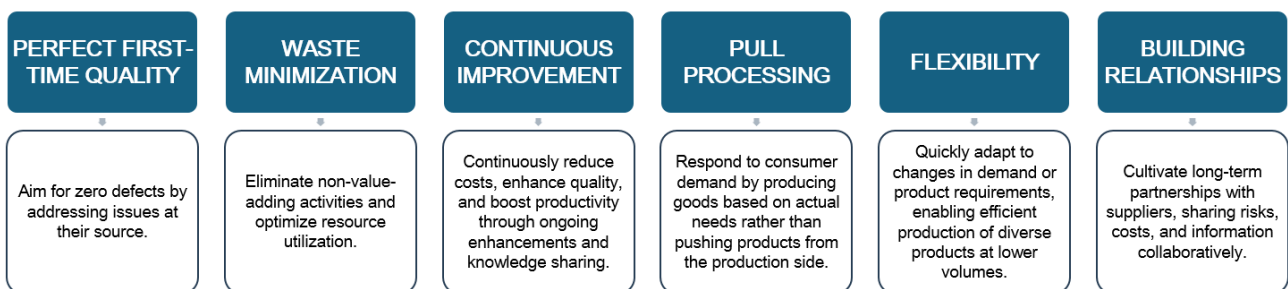 PERFECT FIRST-
TIME QUALITY
Aim for zero defects by
addressing issues at
their source.
WASTE
MINIMIZATION
Eliminate non-value-
adding activities and
optimize resource
utilization.
CONTINUOUS
IMPROVEMENT
Continuously reduce
costs, enhance quality,
and boost productivity
through ongoing
enhancements and
knowledge sharing.
PULL
PROCESSING
Respond to consumer
demand by producing
goods based on actual
needs rather than
pushing products from
the production side.
FLEXIBILITY
Quickly adapt to
changes in demand or
product requirements,
enabling efficient
production of diverse
products at lower
volumes.
BUILDING
RELATIONSHIPS
Cultivate long-term
partnerships with
suppliers, sharing risks,
costs, and information
collaboratively.